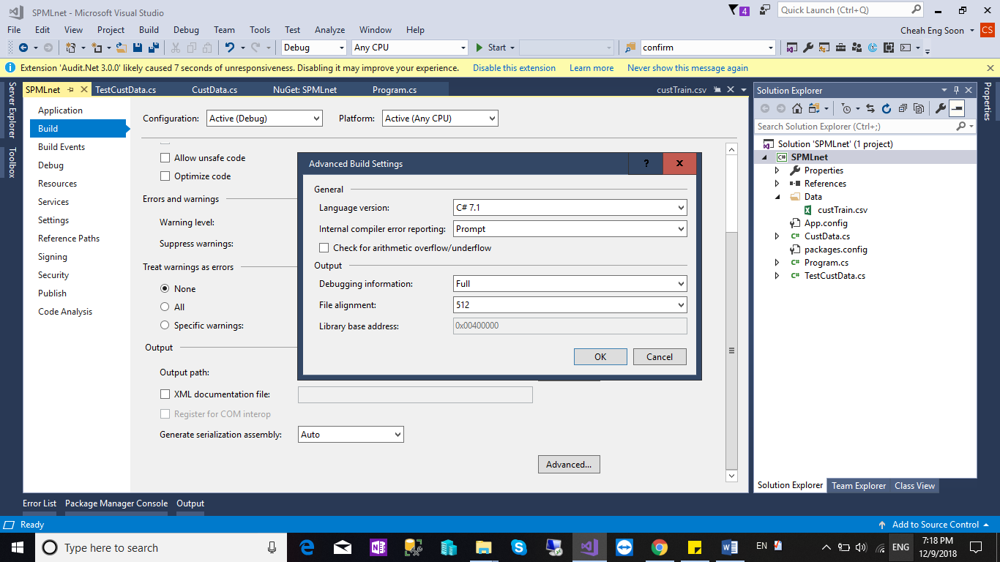 SPMLnet - Microsoft Visual Studio
4
Quick Launch (Ctrl+Q)
File Edit View Project Build Debug Team Tools Test Analyze Window Help
Cheah Eng Soon CS
Debug Any CPU Start confirm
Extension 'Audit.Net 3.0.0' likely caused 7 seconds of unresponsiveness. Disabling it may improve your experience. Disable this extension Learn more Never show this message again
Server Explorer
Toolbox
SPMLnet TestCustData.cs CustData.cs NuGet: SPMLnet Program.cs custTrain.csv
Application
Build
Build Events
Debug
Resources
Services
Settings
Reference Paths
Signing
Security
Publish
Code Analysis
Configuration: Active (Debug) Platform: Active (Any CPU)
Allow unsafe code
Optimize code
Errors and warnings
Warning level:
Suppress warnings:
Treat warnings as errors
None
All
Specific warnings:
Output
Output path:
XML documentation file:
Register for COM interop
Generate serialization assembly: Auto
Advanced...
Advanced Build Settings ?
General
Language version: C# 7.1
Internal compiler error reporting: Prompt
Check for arithmetic overflow/underflow
Output
Debugging information: Full
File alignment: 512
Library base address: 0x00400000
OK Cancel
Solution Explorer
Search Solution Explorer (Ctrl+;)
Solution 'SPMLnet' (1 project)
C# SPMLnet
Properties
References
Data
custTrain.csv
App.config
C# CustData.cs
packages.config
C# Program.cs
C# TestCustData.cs
Solution Explorer Team Explorer Class View
Properties
Error List Package Manager Console Output
Ready Add to Source Control
Type here to search
EN ENG 7:18 PM
12/9/2018